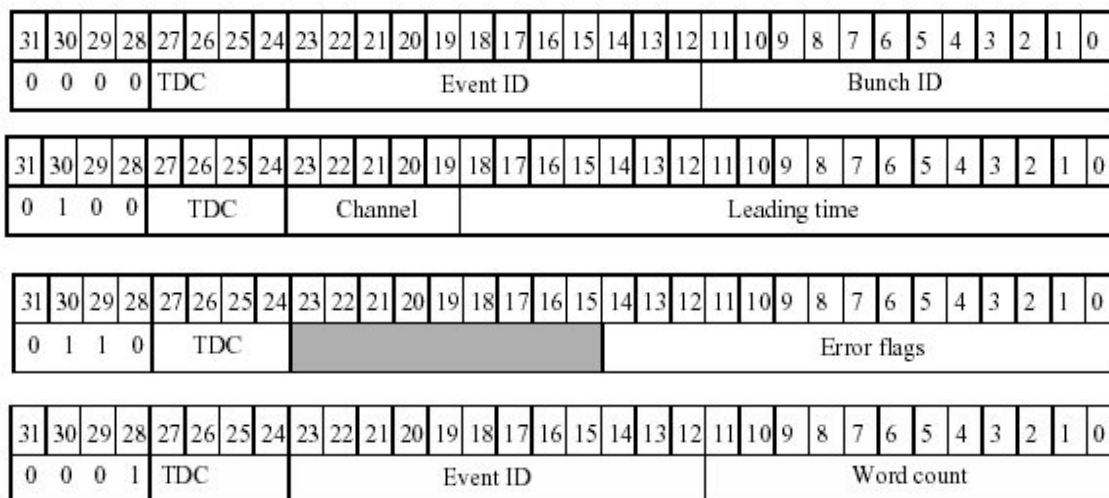 31 30 29 28 27 26 25 24 23 22 21 20 19 18 17 16 15 14 13 12 11 10 9 8 7 6 5 4 3 2 1 0
0 0 0 0 TDC Event ID Bunch ID
31 30 29 28 27 26 25 24 23 22 21 20 19 18 17 16 15 14 13 12 11 10 9 8 7 6 5 4 3 2 1 0
0 1 0 0 TDC Channel Leading time
31 30 29 28 27 26 25 24 23 22 21 20 19 18 17 16 15 14 13 12 11 10 9 8 7 6 5 4 3 2 1 0
0 1 1 0 TDC Error flags
31 30 29 28 27 26 25 24 23 22 21 20 19 18 17 16 15 14 13 12 11 10 9 8 7 6 5 4 3 2 1 0
0 0 0 1 TDC Event ID Word count